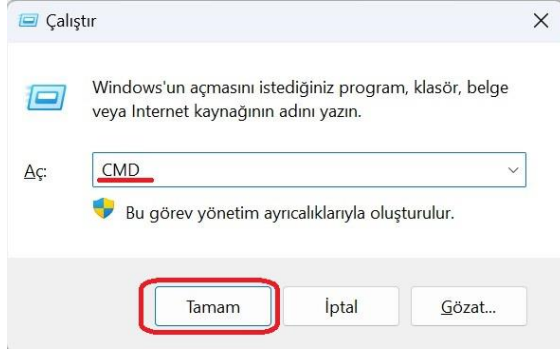 Çalıştır
Windows'un açmasını istediğiniz program, klasör, belge
veya Internet kaynağının adını yazın.
Aç: CMD
Bu görev yönetim ayrıcalıklarıyla oluşturulur.
Tamam İptal Gözat...